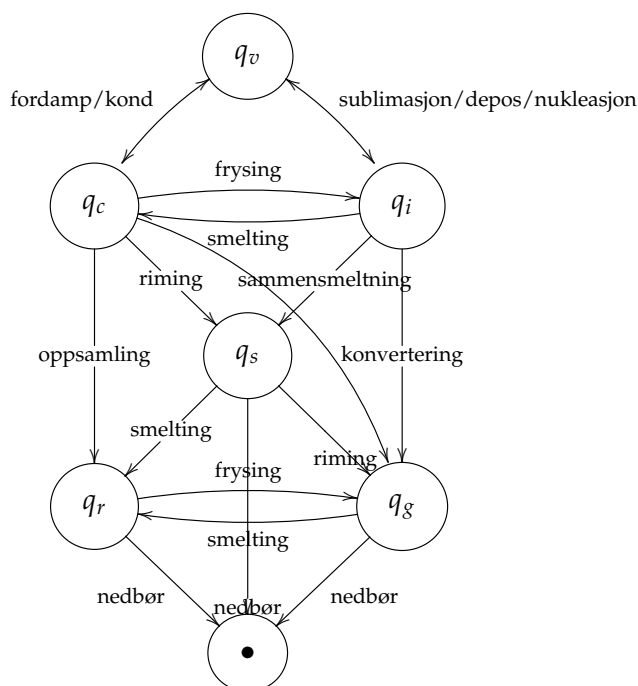 q_v
fordamp/kond
sublimasjon/depos/nukleasjon
frysing
q_c
q_i
smelting
riming
sammensmeltning
oppsamling
q_s
konvertering
smelting
riming
frysing
q_r
q_g
smelting
nedbør
nedbør
nedbør